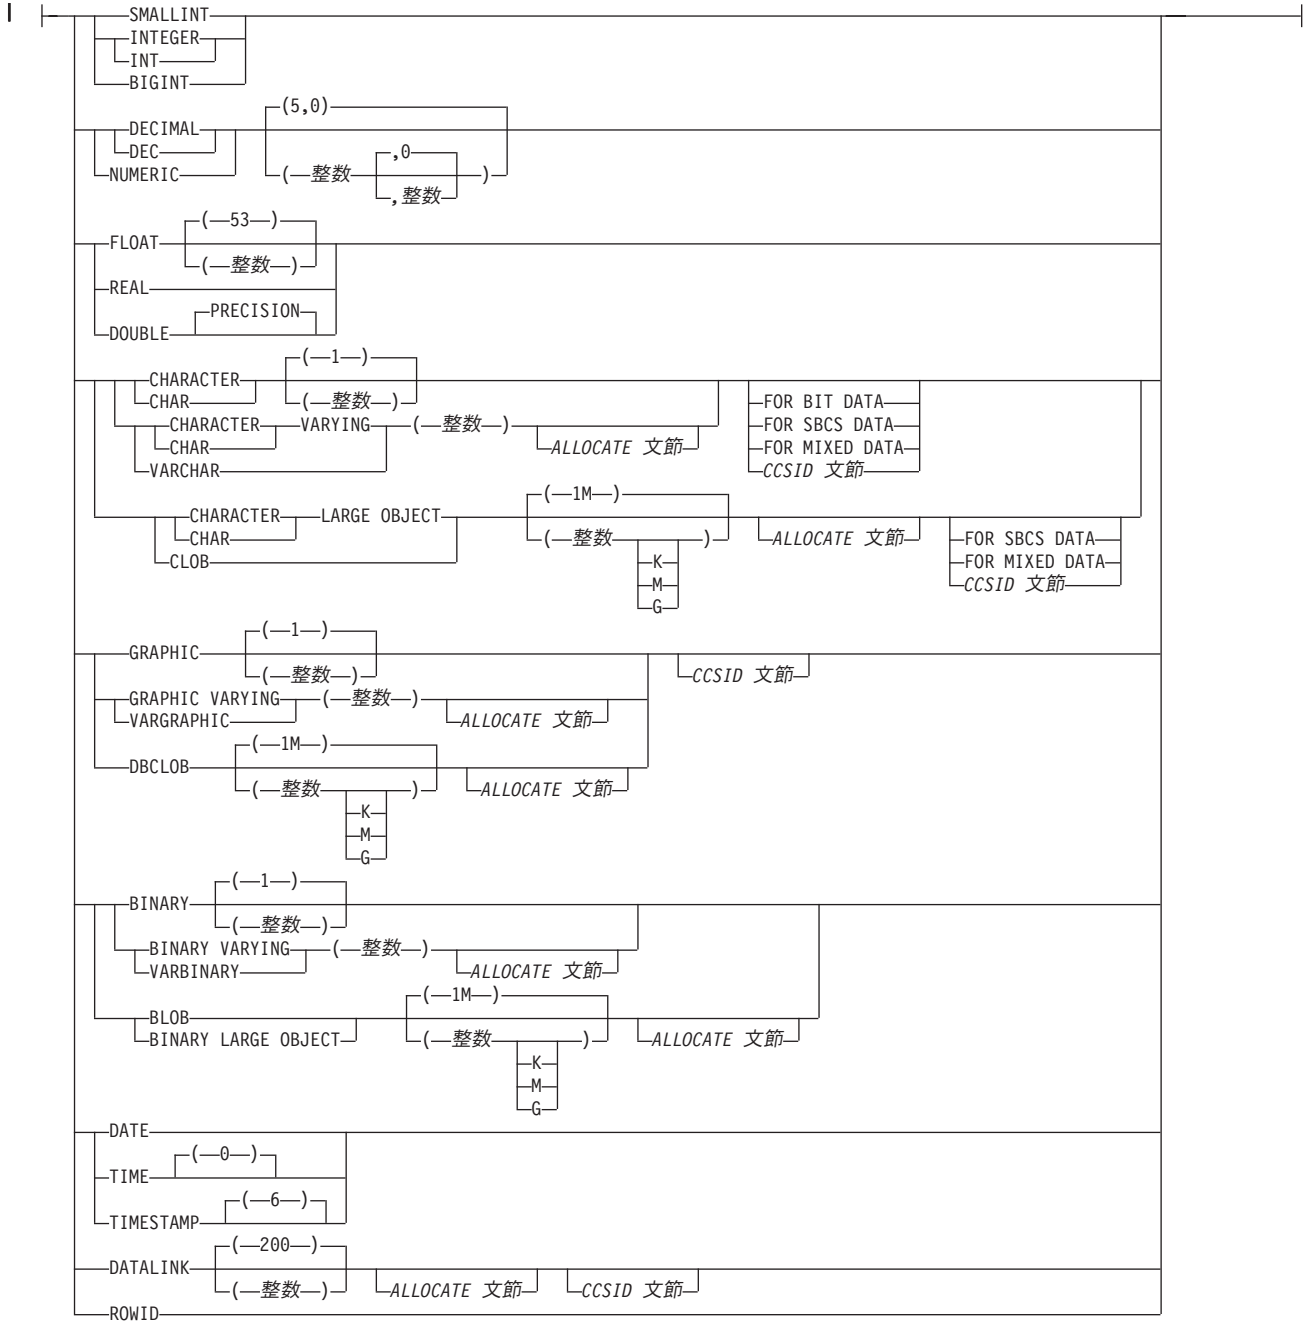 SMALLINT
INTEGER
INT
BIGINT
(5,0)
DECIMAL
DEC
,0
NUMERIC (整数 )
,整数
(53)
FLOAT
(整数)
REAL
PRECISION
DOUBLE
(1)
CHARACTER
CHAR (整数) FOR BIT DATA
CHARACTER VARYING (整数) FOR SBCS DATA
CHAR ALLOCATE 文節 FOR MIXED DATA
VARCHAR CCSID 文節
(1M)
CHARACTER LARGE OBJECT
CHAR (整数 ) ALLOCATE 文節 FOR SBCS DATA
CLOB K FOR MIXED DATA
M CCSID 文節
G
(1)
GRAPHIC
(整数) CCSID 文節
GRAPHIC VARYING (整数)
VARGRAPHIC ALLOCATE 文節
(1M)
DBCLOB
(整数 ) ALLOCATE 文節
K
M
G
(1)
BINARY
(整数)
BINARY VARYING (整数)
VARBINARY ALLOCATE 文節
(1M)
BLOB
BINARY LARGE OBJECT (整数 ) ALLOCATE 文節
K
M
G
DATE
(0)
TIME
(6)
TIMESTAMP
(200)
DATALINK
(整数) ALLOCATE 文節 CCSID 文節
ROWID